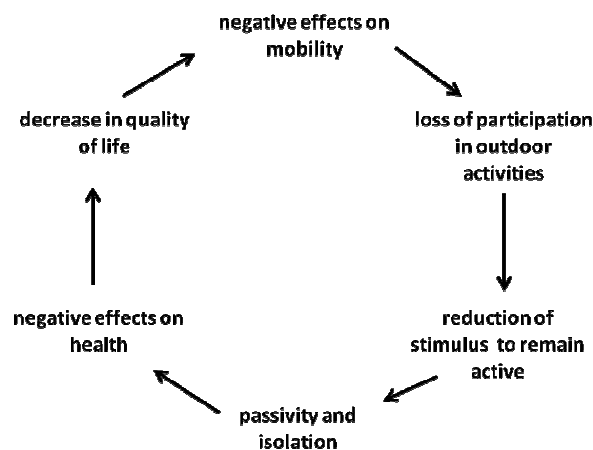 negative effects on
mobility
loss of participation
in outdoor
activities
reduction of
stimulus to remain
active
passivity and
isolation
negative effects on
health
decrease in quality
of life